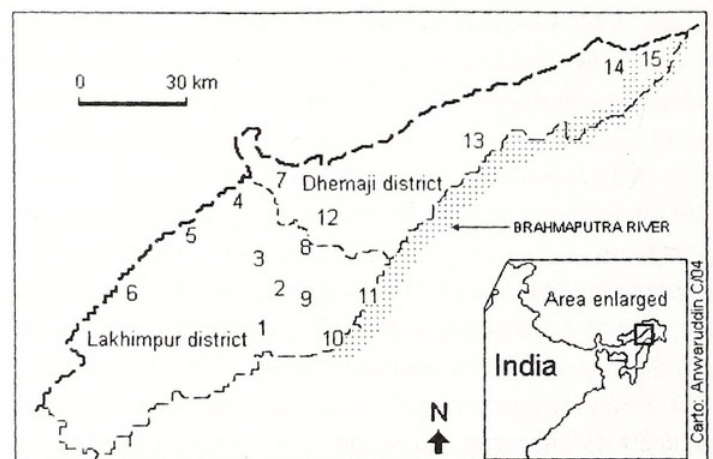 0 30 km
14 15
13
7 Dhemaji district
4
12
5
8
3
6
2
9 11
1
Lakhimpur district
10
BRAHMAPUTRA RIVER
Area enlarged
India
N
Carto: Anwaruddin C/04